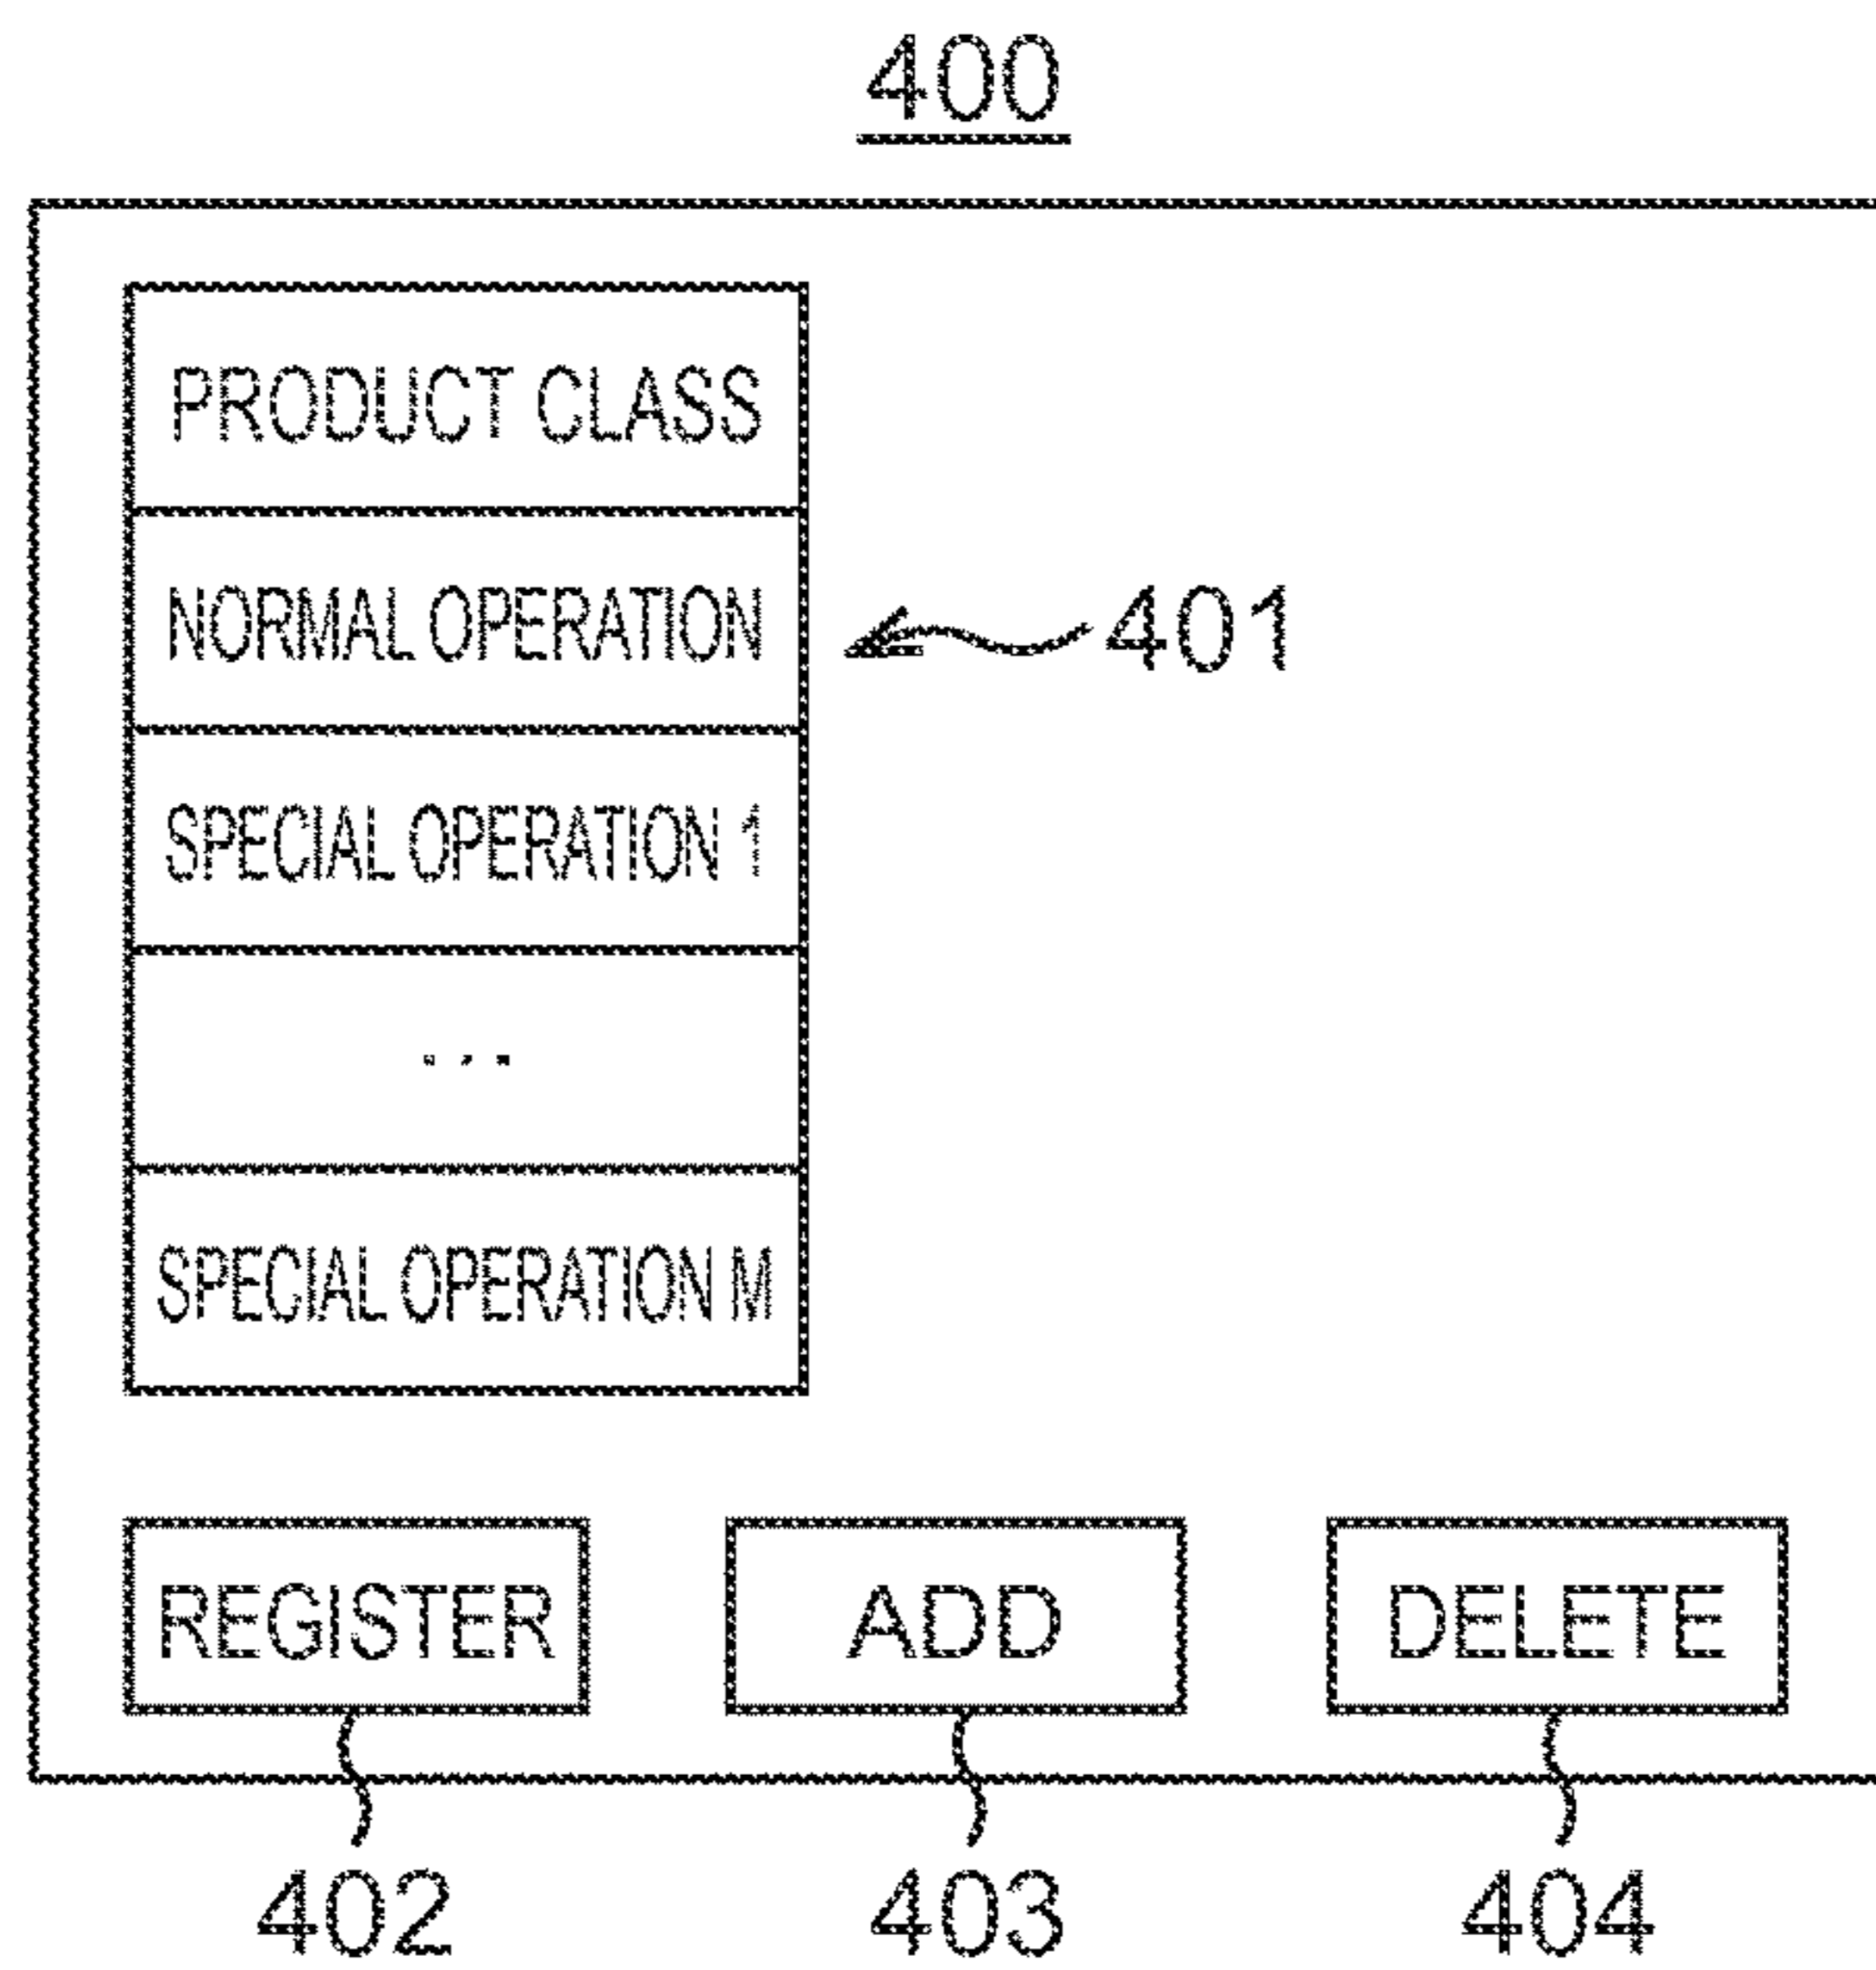 400
PRODUCT CLASS
NORMAL OPERATION
401
SPECIAL OPERATION 1
...
SPECIAL OPERATION M
REGISTER ADD DELETE
402 403 404